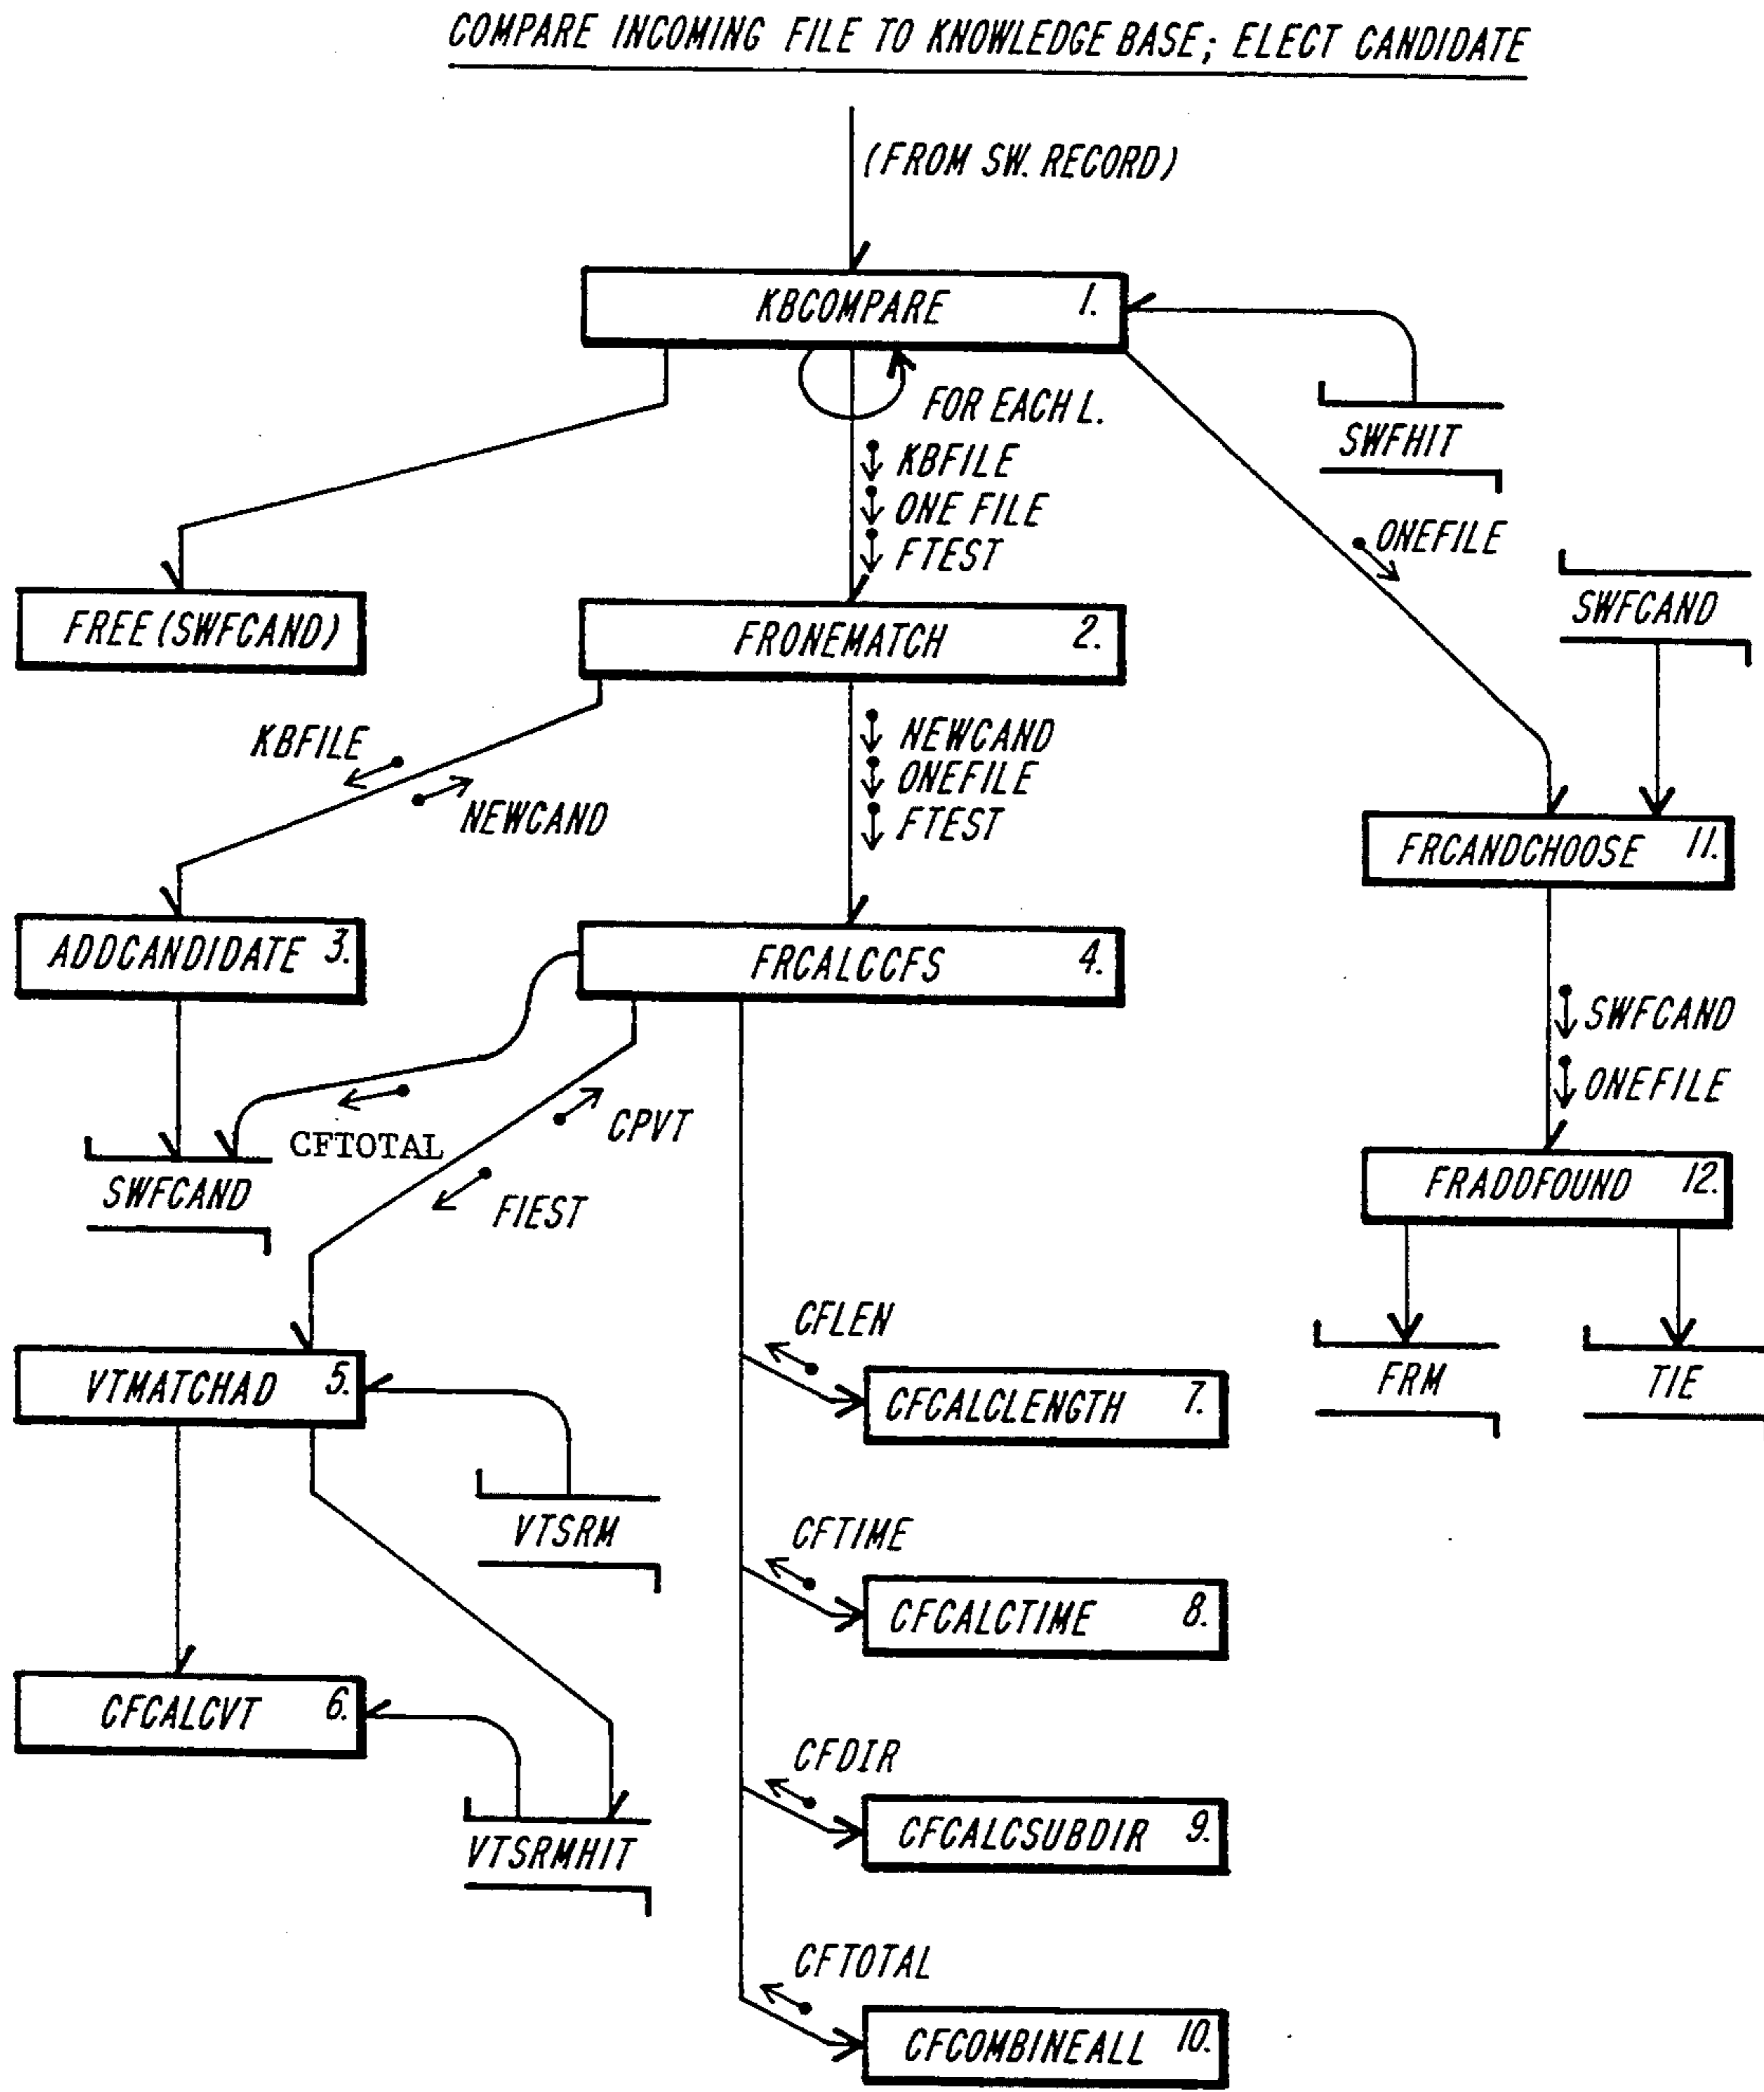 COMPARE INCOMING FILE TO KNOWLEDGE BASE; ELECT CANDIDATE
(FROM SW. RECORD)
KBCOMPARE 1.
FOR EACH L.
SWFHIT
KBFILE
ONE FILE
FTEST
ONEFILE
SWFCAND
FREE (SWFCAND)
FRONEMATCH 2.
KBFILE
NEWCAND
NEWCAND
ONEFILE
FTEST
FRCANDCHOOSE 11.
ADDCANDIDATE 3.
FRCALCCFS 4.
SWFCAND
ONEFILE
CFTOTAL
CPVT
SWFCAND
FIEST
FRADDFOUND 12.
CFLEN
FRM
TIE
VTMATCHAD 5.
CFCALCLENGTH 7.
VTSRM
CFTIME
CFCALCTIME 8.
CFCALCVT 6.
CFDIR
CFCALCSUBDIR 9.
VTSRMHIT
CFTOTAL
CFCOMBINEALL 10.